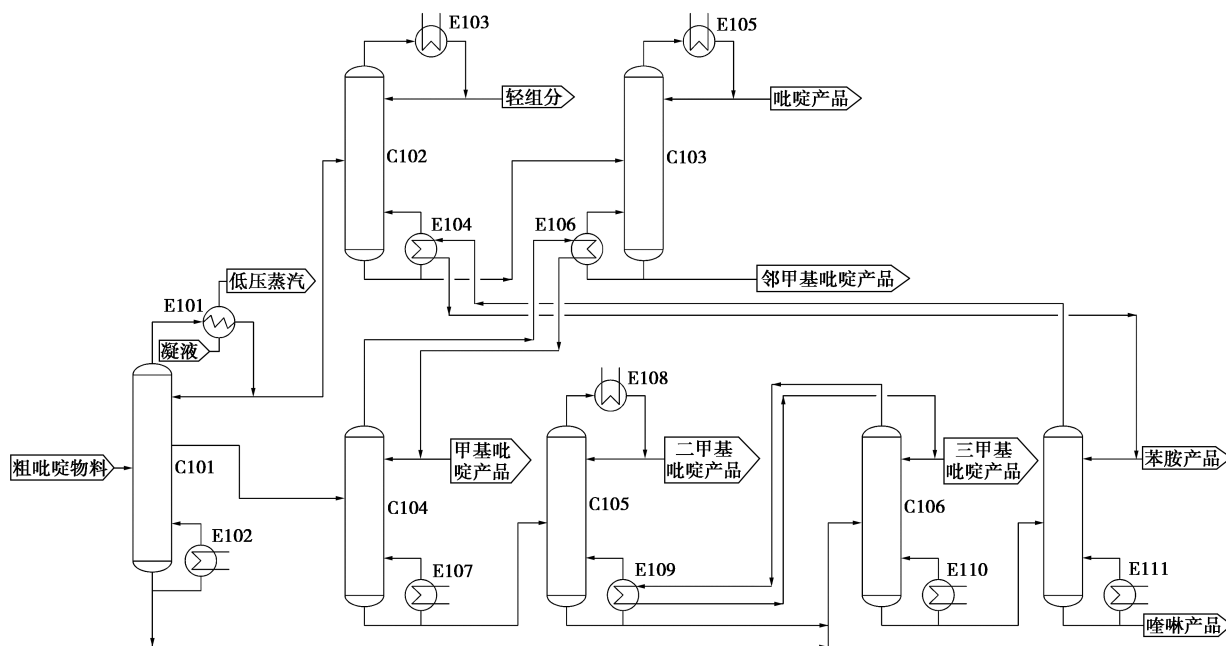 E103
E105
轻组分
吡啶产品
C102
C103
E104
E106
低压蒸汽
邻甲基吡啶产品
E101
凝液
E108
甲基吡
啶产品
二甲基
吡啶产品
三甲基
吡啶产品
苯胺产品
粗吡啶物料
C101
C104
C105
C106
E102
E107
E109
E110
E111
喹啉产品